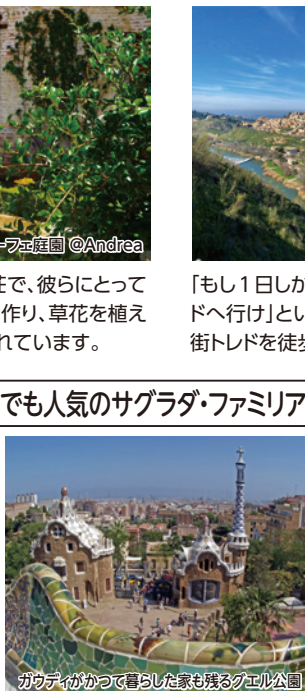 ーフェ庭園 @Andrea
荘で、彼らにとって
作り、草花を植え
れています。
「もし1日しか
ドへ行け」とい
街トレドを徒歩
でも人気のサグラダ・ファミリア
ガウディがかつて暮らした家も残るグエル公園